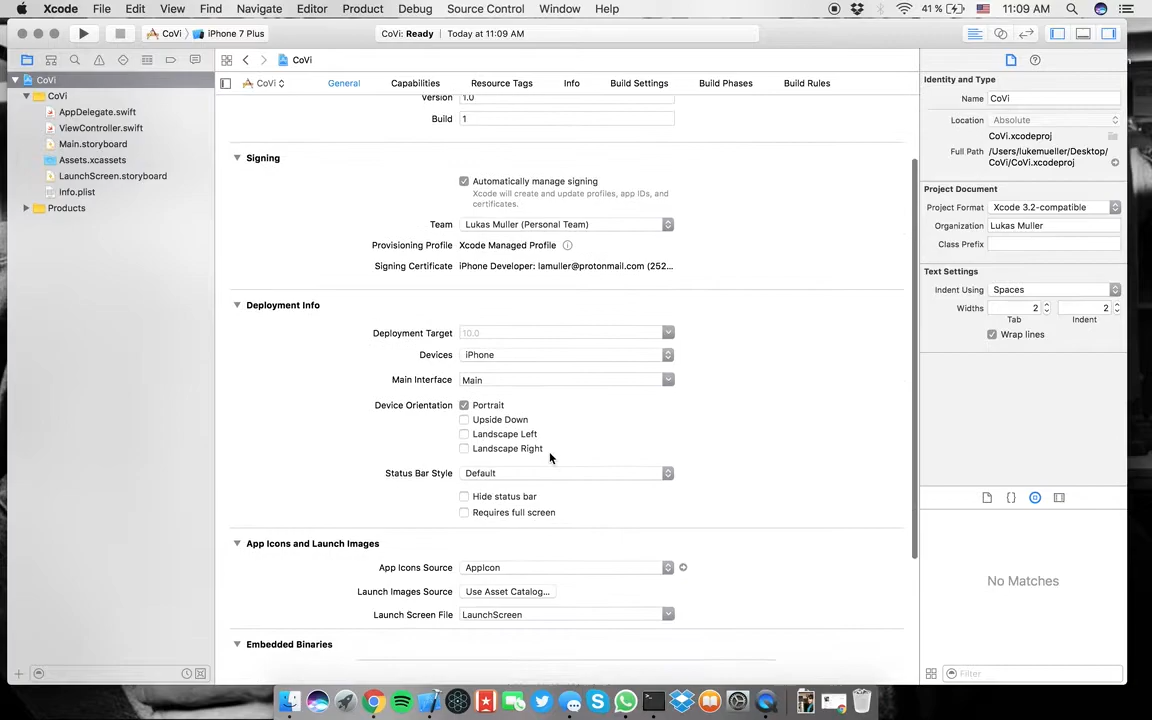 Xcode File Edit View Find Navigate Editor Product Debug Source Control Window Help 41% 11:09 AM
CoVi iPhone 7 Plus CoVi: Ready Today at 11:09 AM
CoVi
CoVi General Capabilities Resource Tags Info Build Settings Build Phases Build Rules
CoVi
CoVi
AppDelegate.swift
ViewController.swift
Main.storyboard
Assets.xcassets
LaunchScreen.storyboard
Info.plist
Products
Version 1.0
Build 1
Signing
Automatically manage signing
Xcode will create and update profiles, app IDs, and
certificates.
Team Lukas Muller (Personal Team)
Provisioning Profile Xcode Managed Profile
Signing Certificate iPhone Developer: lamuller@protonmail.com (252...
Deployment Info
Deployment Target 10.0
Devices iPhone
Main Interface Main
Device Orientation Portrait
Upside Down
Landscape Left
Landscape Right
Status Bar Style Default
Hide status bar
Requires full screen
App Icons and Launch Images
App Icons Source AppIcon
Launch Images Source Use Asset Catalog...
Launch Screen File LaunchScreen
Embedded Binaries
Identity and Type
Name CoVi
Location Absolute
CoVi.xcodeproj
Full Path /Users/lukemueller/Desktop/
CoVi/CoVi.xcodeproj
Project Document
Project Format Xcode 3.2-compatible
Organization Lukas Muller
Class Prefix
Text Settings
Indent Using Spaces
Widths 2 2
Tab Indent
Wrap lines
No Matches
Filter